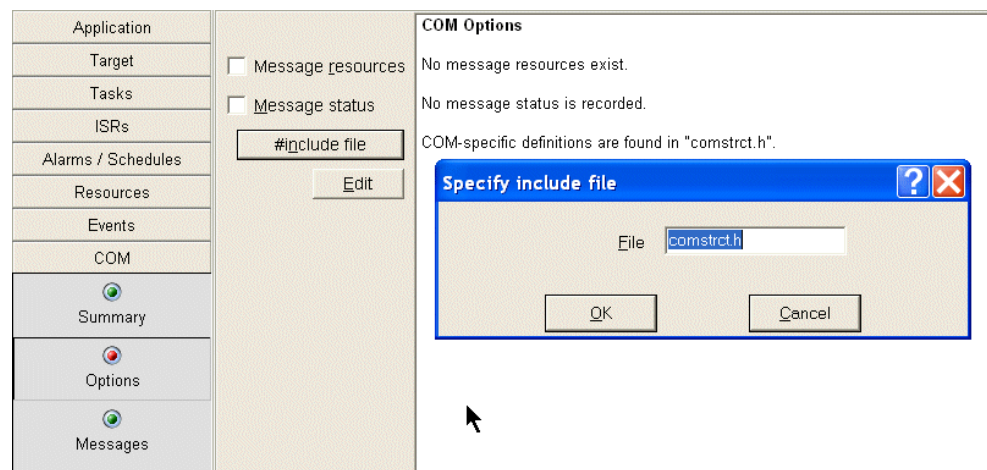 Application
Target
Tasks
ISRs
Alarms / Schedules
Resources
Events
COM
Summary
Options
Messages
Message resources
Message status
#include file
Edit
COM Options
No message resources exist.
No message status is recorded.
COM-specific definitions are found in "comstrct.h".
Specify include file
File comstrct.h
OK Cancel